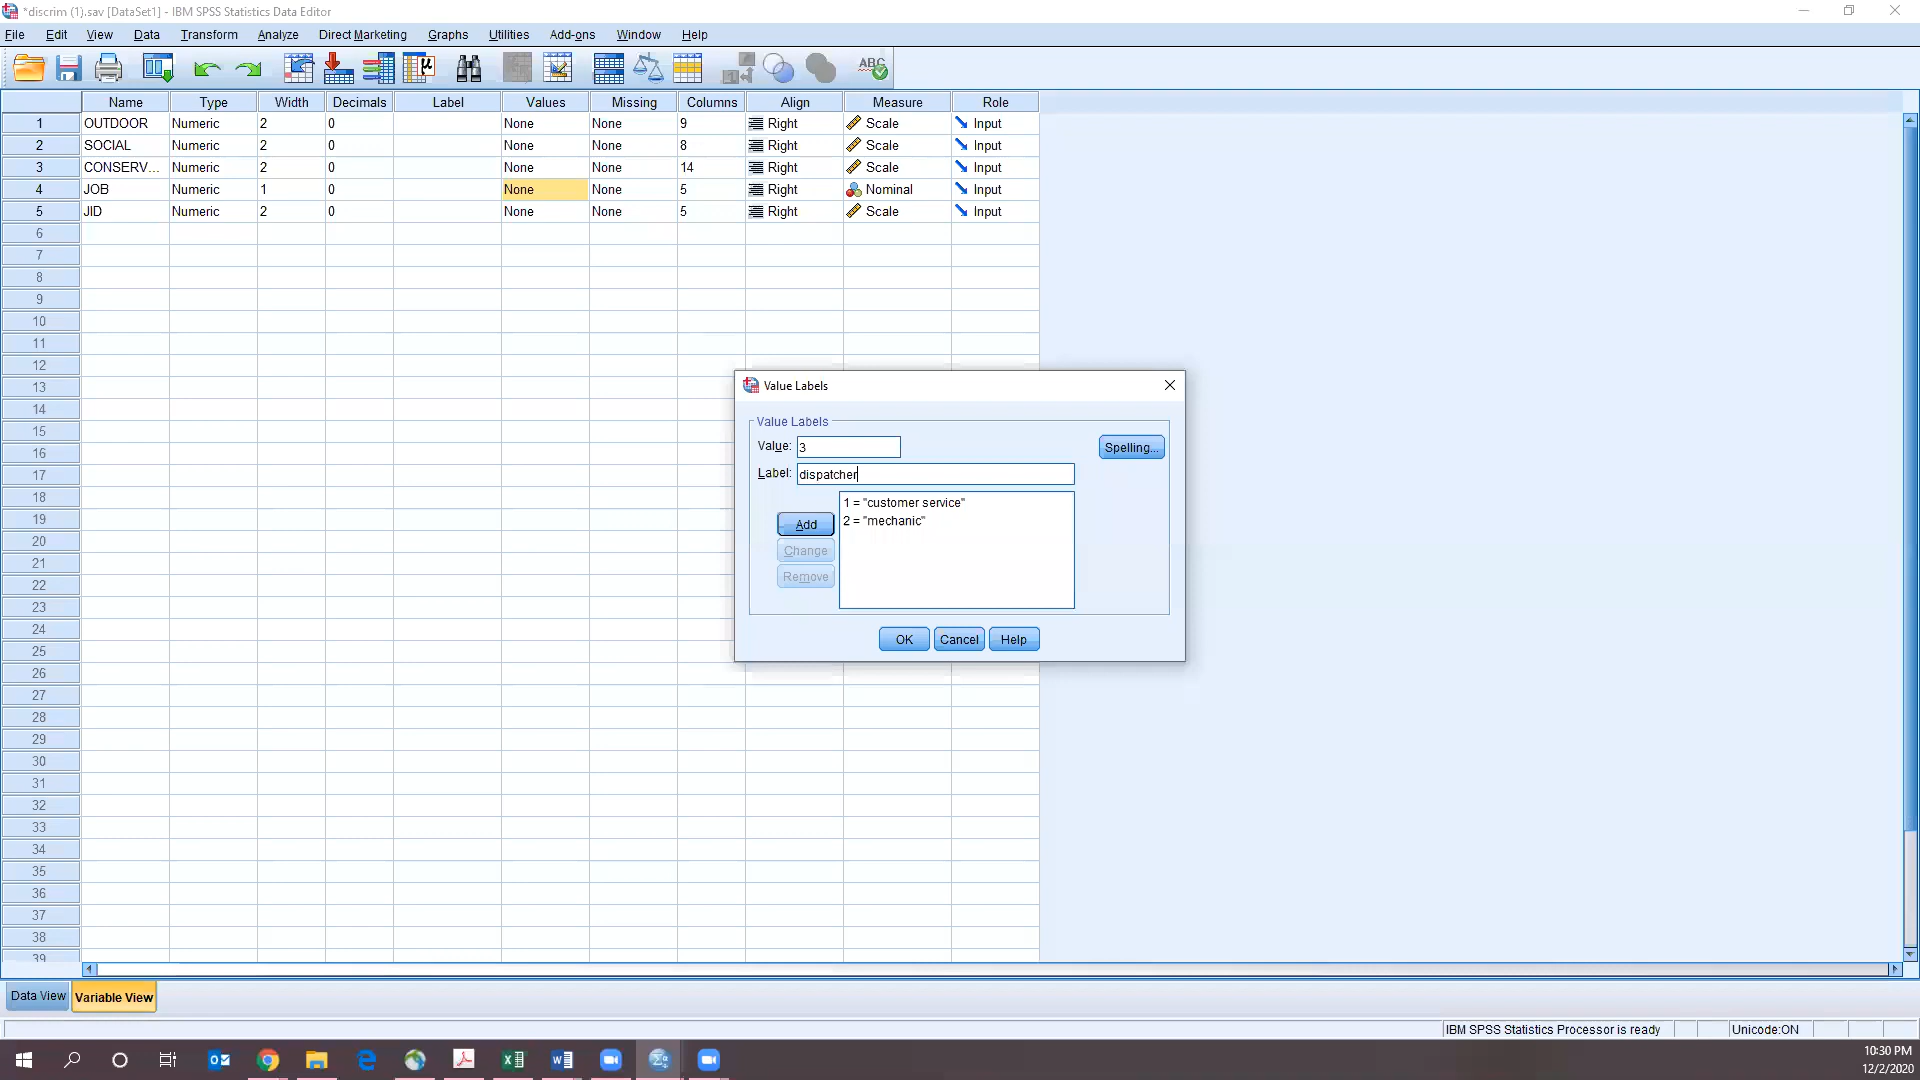 *discrim (1).sav [DataSet1] - IBM SPSS Statistics Data Editor
File Edit View Data Transform Analyze Direct Marketing Graphs Utilities Add-ons Window Help
ABC
Name Type Width Decimals Label Values Missing Columns Align Measure Role
1 OUTDOOR Numeric 2 0 None None 9 Right Scale Input
2 SOCIAL Numeric 2 0 None None 8 Right Scale Input
3 CONSERV... Numeric 2 0 None None 14 Right Scale Input
4 JOB Numeric 1 0 None None 5 Right Nominal Input
5 JID Numeric 2 0 None None 5 Right Scale Input
6
7
8
9
10
11
12
13
14
15
16
17
18
19
20
21
22
23
24
25
26
27
28
29
30
31
32
33
34
35
36
37
38
39
Value Labels
Value Labels
Value: 3 Spelling...
Label: dispatcher
1 = "customer service"
2 = "mechanic"
Add
Change
Remove
OK Cancel Help
Data View Variable View
IBM SPSS Statistics Processor is ready Unicode:ON
10:30 PM
12/2/2020